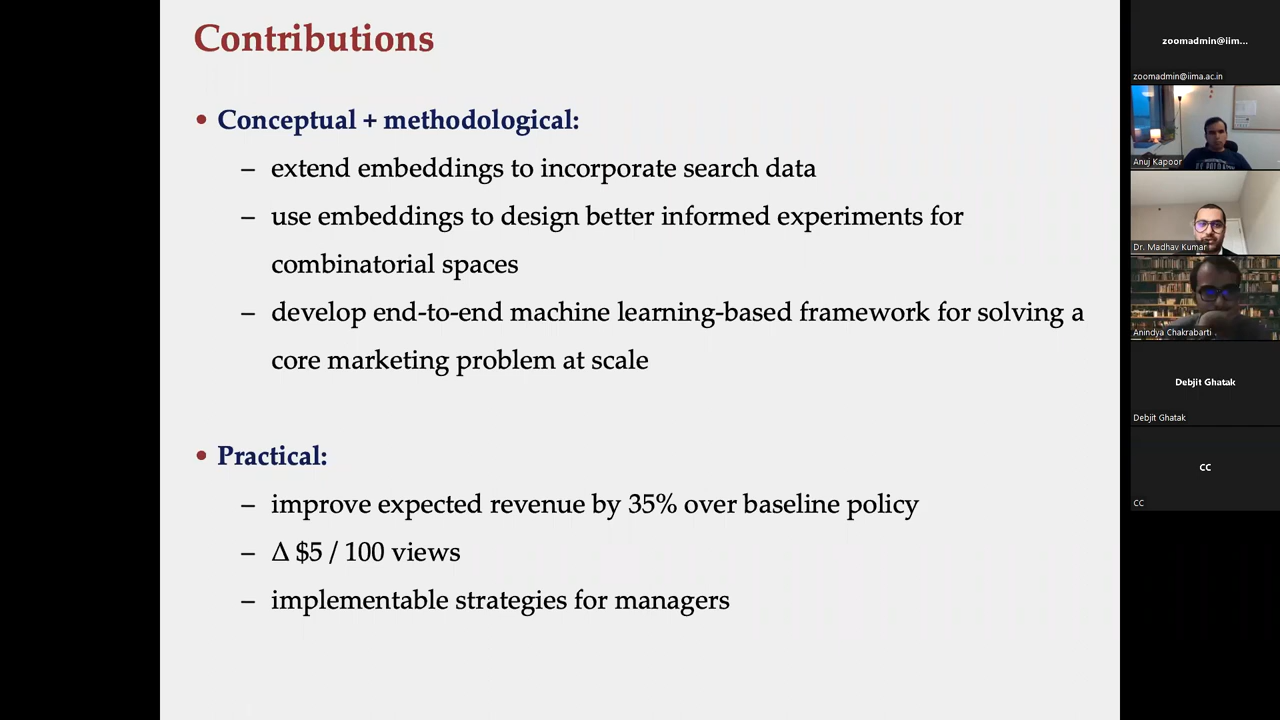 Contributions
• Conceptual + methodological:
– extend embeddings to incorporate search data
– use embeddings to design better informed experiments for
combinatorial spaces
– develop end-to-end machine learning-based framework for solving a
core marketing problem at scale
• Practical:
– improve expected revenue by 35% over baseline policy
– Δ $5 / 100 views
– implementable strategies for managers
zoomadmin@iim...
zoomadmin@iima.ac.in
Anuj Kapoor
Dr. Madhav Kumar
Anindya Chakrabarti
Debjit Ghatak
Debjit Ghatak
CC
CC